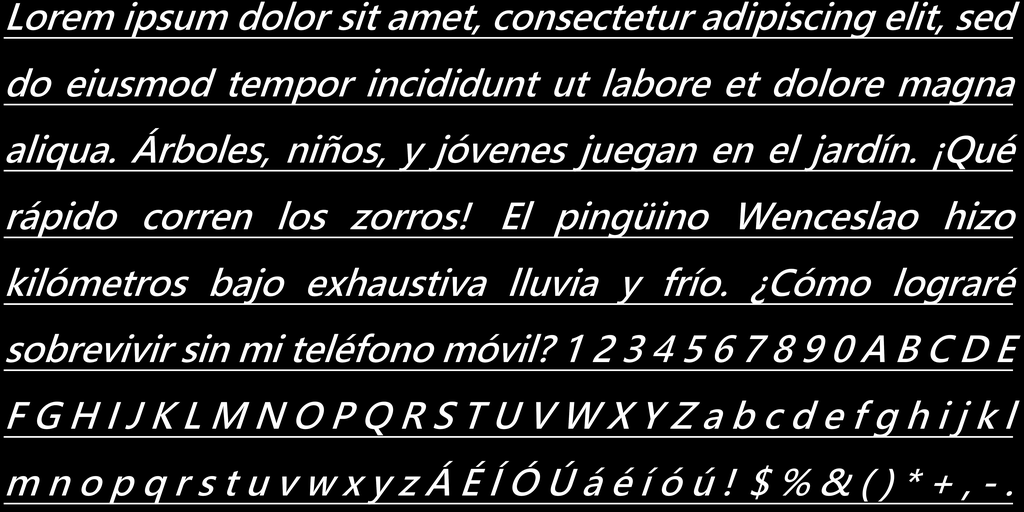 Lorem ipsum dolor sit amet, consectetur adipiscing elit, sed
do eiusmod tempor incididunt ut labore et dolore magna
aliqua. Árboles, niños, y jóvenes juegan en el jardín. ¡Qué
rápido corren los zorros! El pingüino Wenceslao hizo
kilómetros bajo exhaustiva lluvia y frío. ¿Cómo lograré
sobrevivir sin mi teléfono móvil? 1 2 3 4 5 6 7 8 9 0 A B C D E
F G H I J K L M N O P Q R S T U V W X Y Z a b c d e f g h i j k l
m n o p q r s t u v w x y z Á É Í Ó Ú á é í ó ú ! $ % & ( ) * + , - .